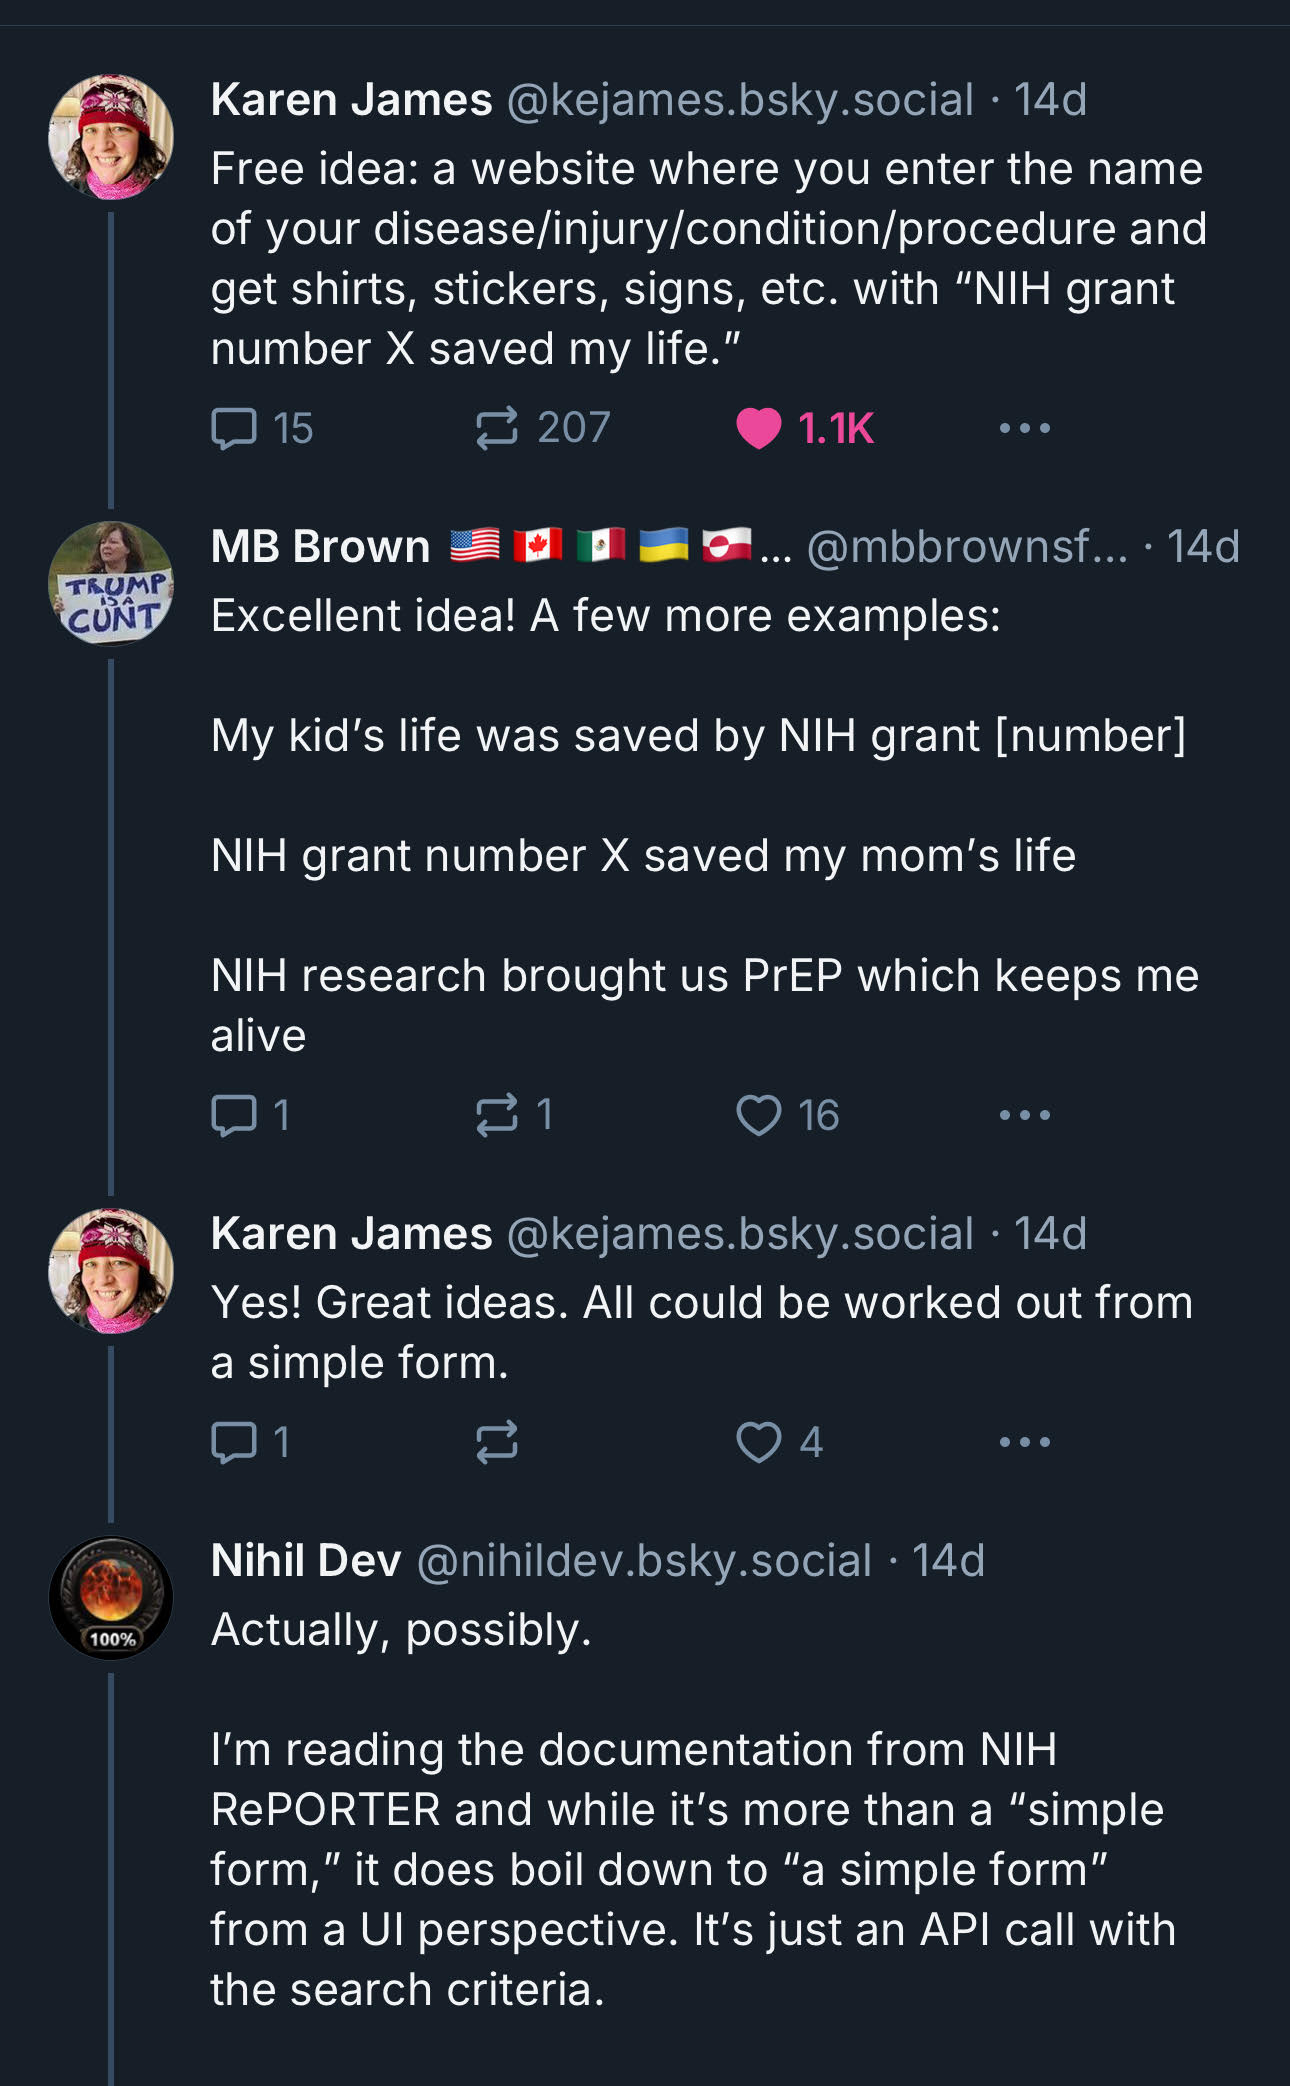 Karen James @kejames.bsky.social · 14d
Free idea: a website where you enter the name
of your disease/injury/condition/procedure and
get shirts, stickers, signs, etc. with “NIH grant
number X saved my life.”
15 207 1.1K
MB Brown 🇺🇸🇨🇦🇲🇽🇺🇦🇬🇱... @mbbrownsf... · 14d
TRUMP
IS A
CUNT
Excellent idea! A few more examples:
My kid’s life was saved by NIH grant [number]
NIH grant number X saved my mom’s life
NIH research brought us PrEP which keeps me
alive
1 1 16
Karen James @kejames.bsky.social · 14d
Yes! Great ideas. All could be worked out from
a simple form.
1 4
Nihil Dev @nihildev.bsky.social · 14d
100%
Actually, possibly.
I’m reading the documentation from NIH
RePORTER and while it’s more than a “simple
form,” it does boil down to “a simple form”
from a UI perspective. It’s just an API call with
the search criteria.